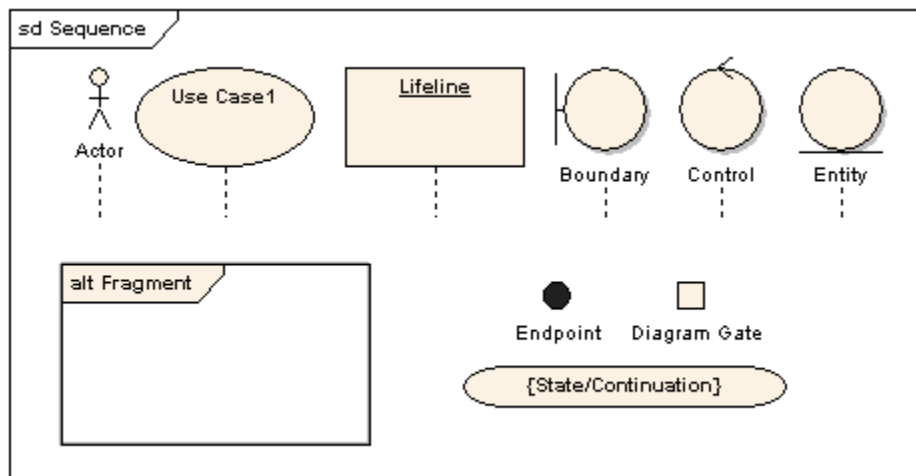 sd Sequence
Use Case1
Lifeline
Actor
Boundary
Control
Entity
alt Fragment
Endpoint
Diagram Gate
{State/Continuation}